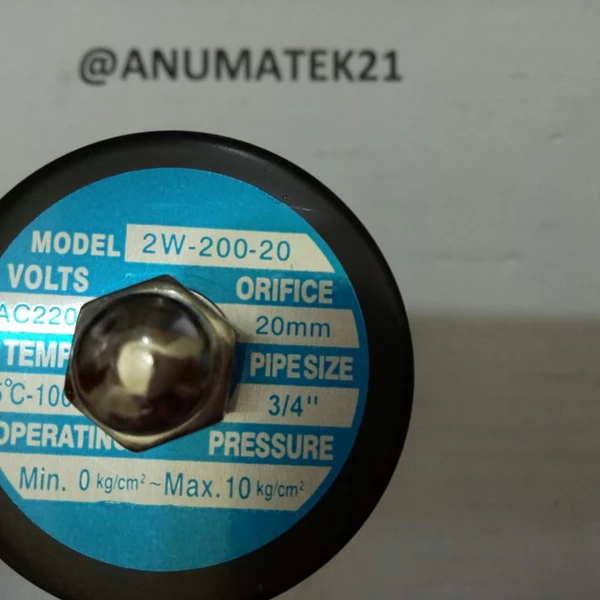 @ANUMATEK21
MODEL 2W-200-20
VOLTS ORIFICE
AC220 20mm
PIPE SIZE
3/4"
PRESSURE
Min. 0 kg/cm² ~ Max. 10 kg/cm²